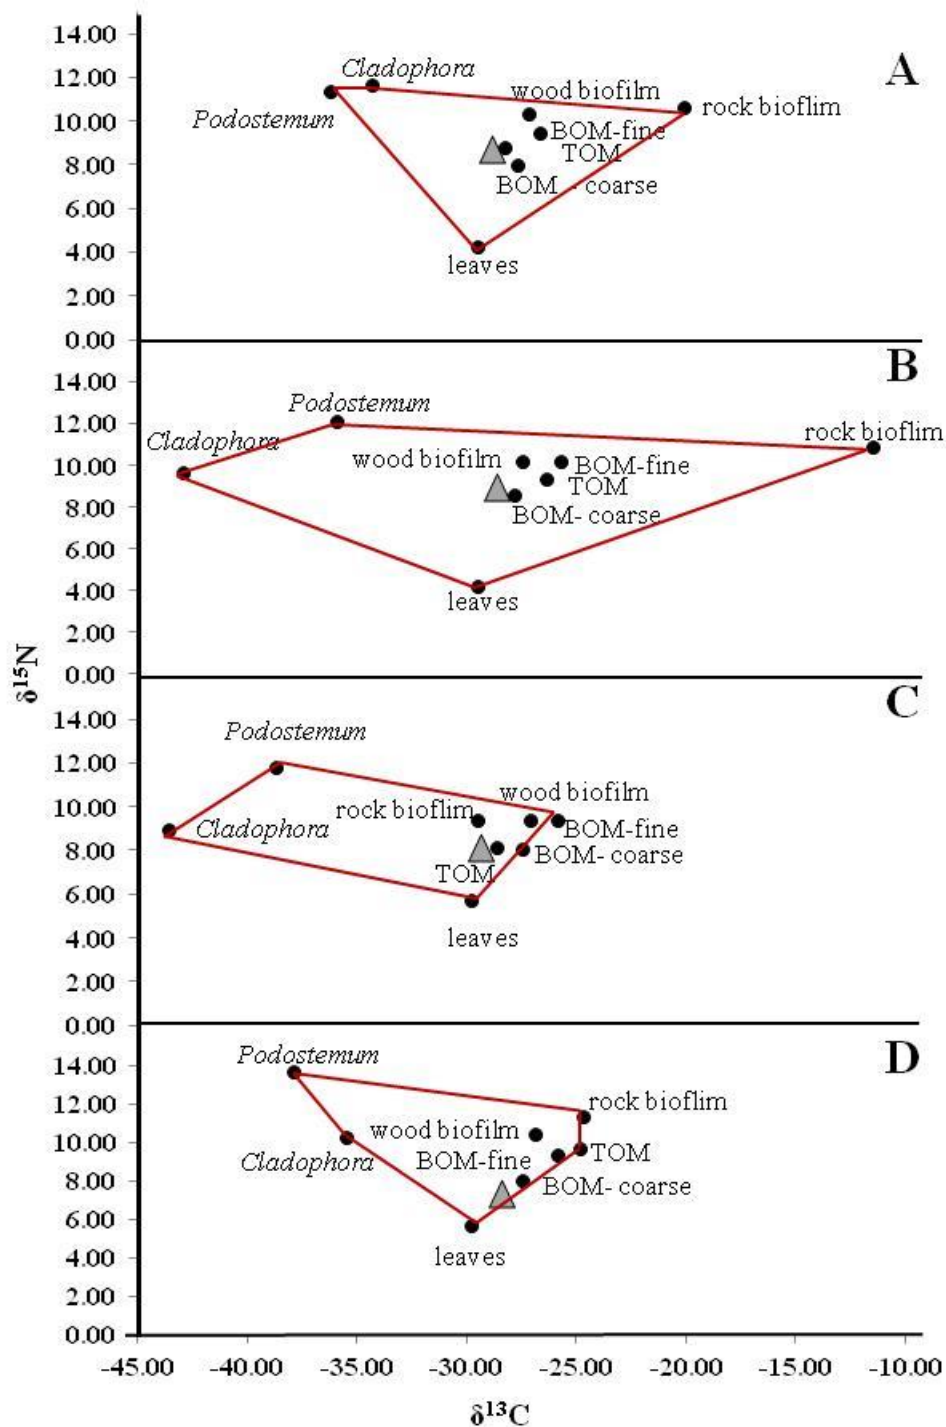 14.00
A
Cladophora
12.00
wood biofilm
rock bioflim
10.00
Podostemum
BOM-fine
8.00
TOM
BOM - coarse
6.00
4.00
leaves
2.00
0.00
B
14.00
Podostemum
12.00
rock bioflim
Cladophora
10.00
wood biofilm
BOM-fine
8.00
TOM
BOM- coarse
6.00
4.00
leaves
2.00
0.00
δ15N
C
14.00
Podostemum
12.00
wood biofilm
10.00
rock bioflim
Cladophora
BOM-fine
8.00
BOM- coarse
TOM
6.00
4.00
leaves
2.00
0.00
D
Podostemum
14.00
12.00
rock bioflim
wood biofilm
10.00
Cladophora
BOM-fine
TOM
8.00
BOM- coarse
6.00
leaves
4.00
2.00
0.00
-45.00 -40.00 -35.00 -30.00 -25.00 -20.00 -15.00 -10.00
δ13C